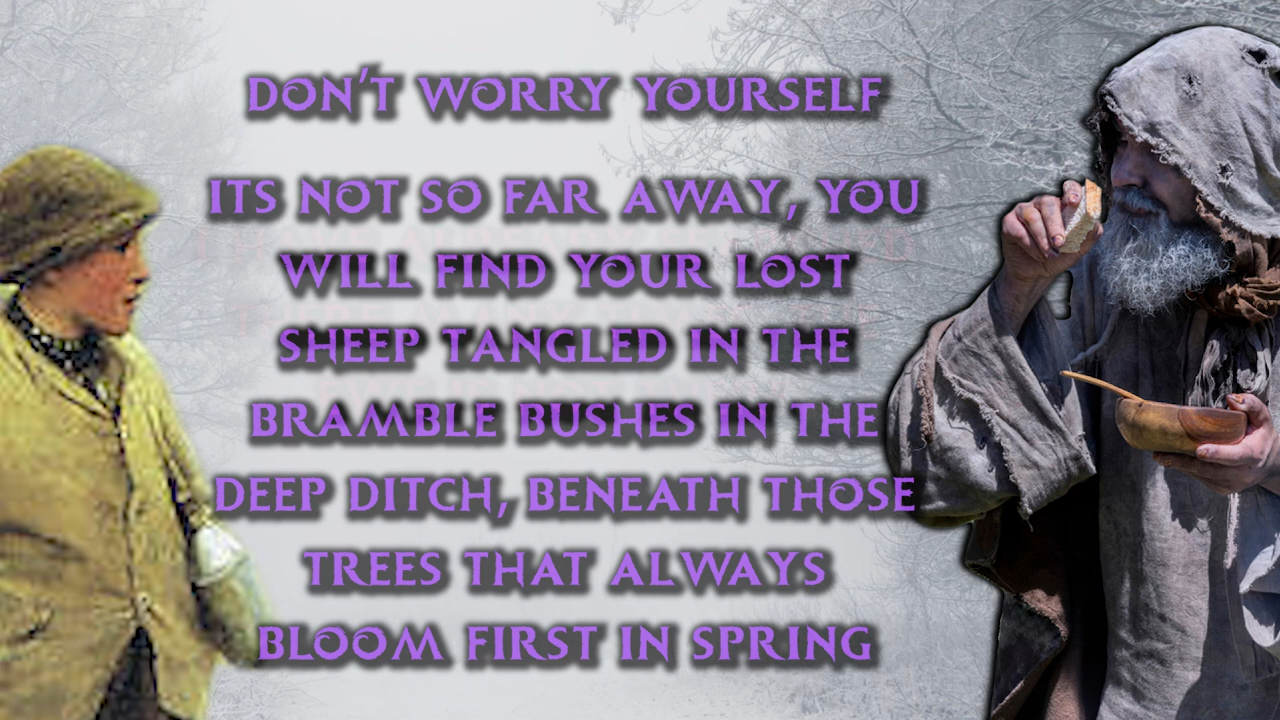 DON'T WORRY YOURSELF
ITS NOT SO FAR AWAY, YOU
WILL FIND YOUR LOST
SHEEP TANGLED IN THE
BRAMBLE BUSHES IN THE
DEEP DITCH, BENEATH THOSE
TREES THAT ALWAYS
BLOOM FIRST IN SPRING